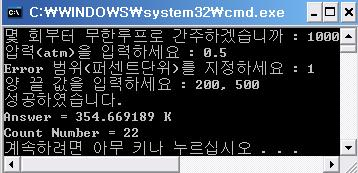 C:\WINDOWS\system32\cmd.exe
몇 회부터 무한루프로 간주하겠습니까 : 1000
압력(atm)을 입력하세요 : 0.5
Error 범위(퍼센트단위)를 지정하세요 : 1
양 끝 값을 입력하세요 : 200, 500
성공하였습니다.
Answer = 354.669189 K
Count Number = 22
계속하려면 아무 키나 누르십시오 . . .